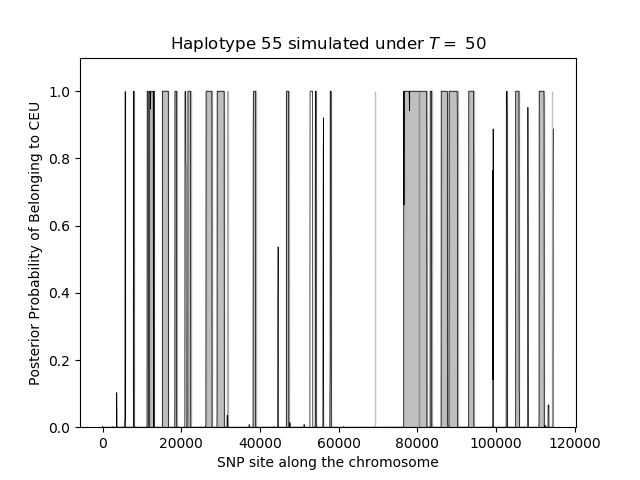 Haplotype 55 simulated under T = 50
Posterior Probability of Belonging to CEU
1.0
0.8
0.6
0.4
0.2
0.0
0 20000 40000 60000 80000 100000 120000
SNP site along the chromosome